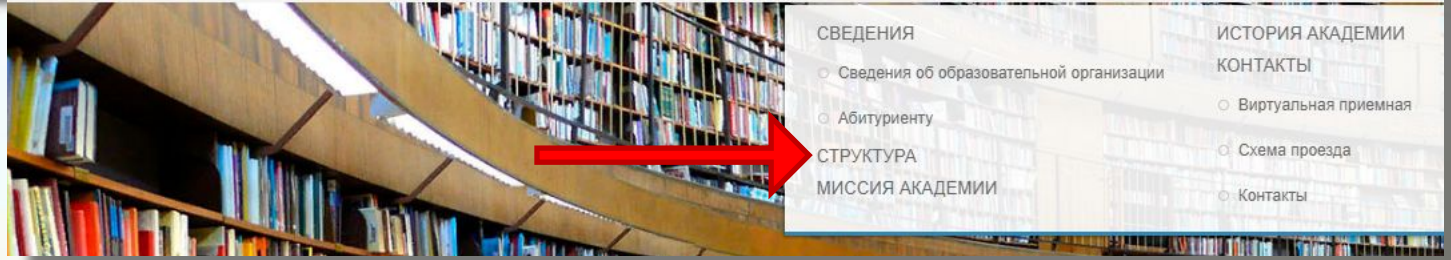 СВЕДЕНИЯ
Сведения об образовательной организации
Абитуриенту
СТРУКТУРА
МИССИЯ АКАДЕМИИ
ИСТОРИЯ АКАДЕМИИ
КОНТАКТЫ
Виртуальная приемная
Схема проезда
Контакты